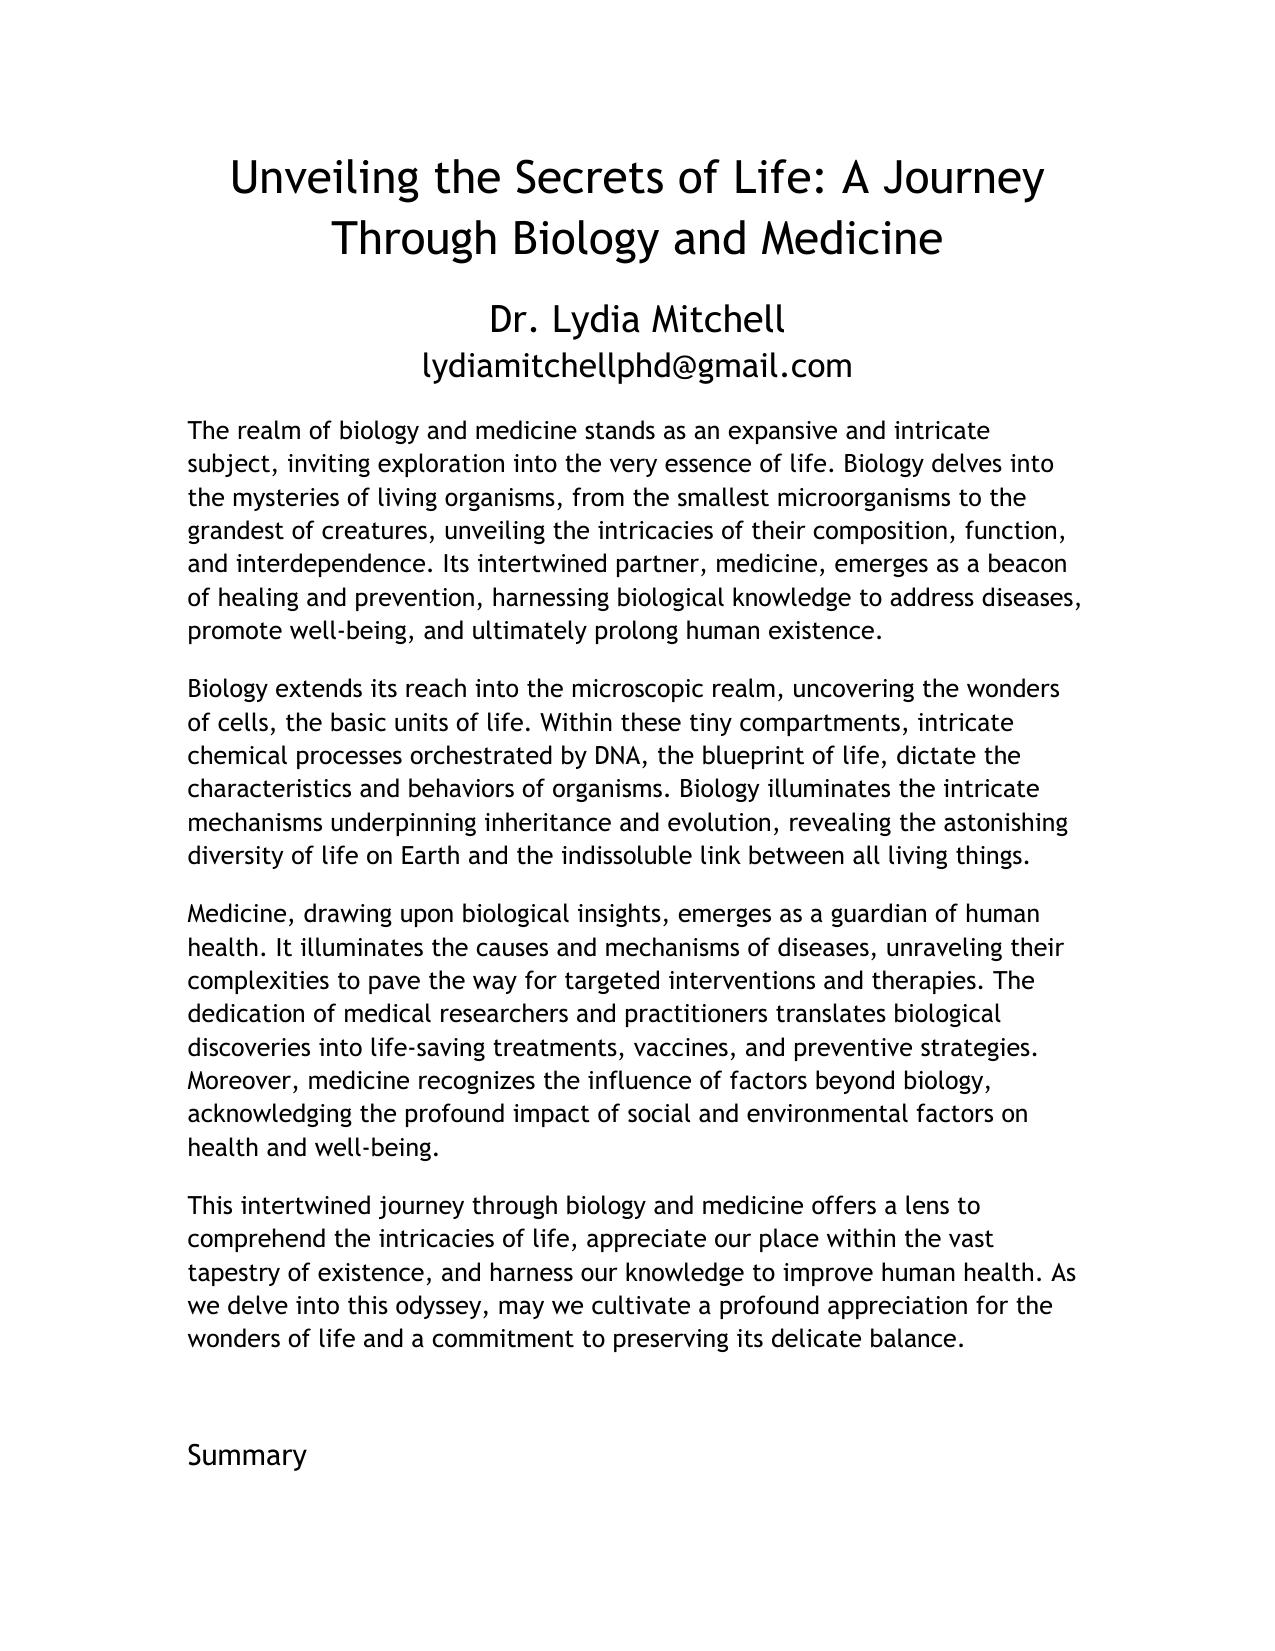 Unveiling the Secrets of Life: A Journey
Through Biology and Medicine
Dr. Lydia Mitchell
lydiamitchellphd@gmail.com
The realm of biology and medicine stands as an expansive and intricate
subject, inviting exploration into the very essence of life. Biology delves into
the mysteries of living organisms, from the smallest microorganisms to the
grandest of creatures, unveiling the intricacies of their composition, function,
and interdependence. Its intertwined partner, medicine, emerges as a beacon
of healing and prevention, harnessing biological knowledge to address diseases,
promote well-being, and ultimately prolong human existence.
Biology extends its reach into the microscopic realm, uncovering the wonders
of cells, the basic units of life. Within these tiny compartments, intricate
chemical processes orchestrated by DNA, the blueprint of life, dictate the
characteristics and behaviors of organisms. Biology illuminates the intricate
mechanisms underpinning inheritance and evolution, revealing the astonishing
diversity of life on Earth and the indissoluble link between all living things.
Medicine, drawing upon biological insights, emerges as a guardian of human
health. It illuminates the causes and mechanisms of diseases, unraveling their
complexities to pave the way for targeted interventions and therapies. The
dedication of medical researchers and practitioners translates biological
discoveries into life-saving treatments, vaccines, and preventive strategies.
Moreover, medicine recognizes the influence of factors beyond biology,
acknowledging the profound impact of social and environmental factors on
health and well-being.
This intertwined journey through biology and medicine offers a lens to
comprehend the intricacies of life, appreciate our place within the vast
tapestry of existence, and harness our knowledge to improve human health. As
we delve into this odyssey, may we cultivate a profound appreciation for the
wonders of life and a commitment to preserving its delicate balance.
Summary